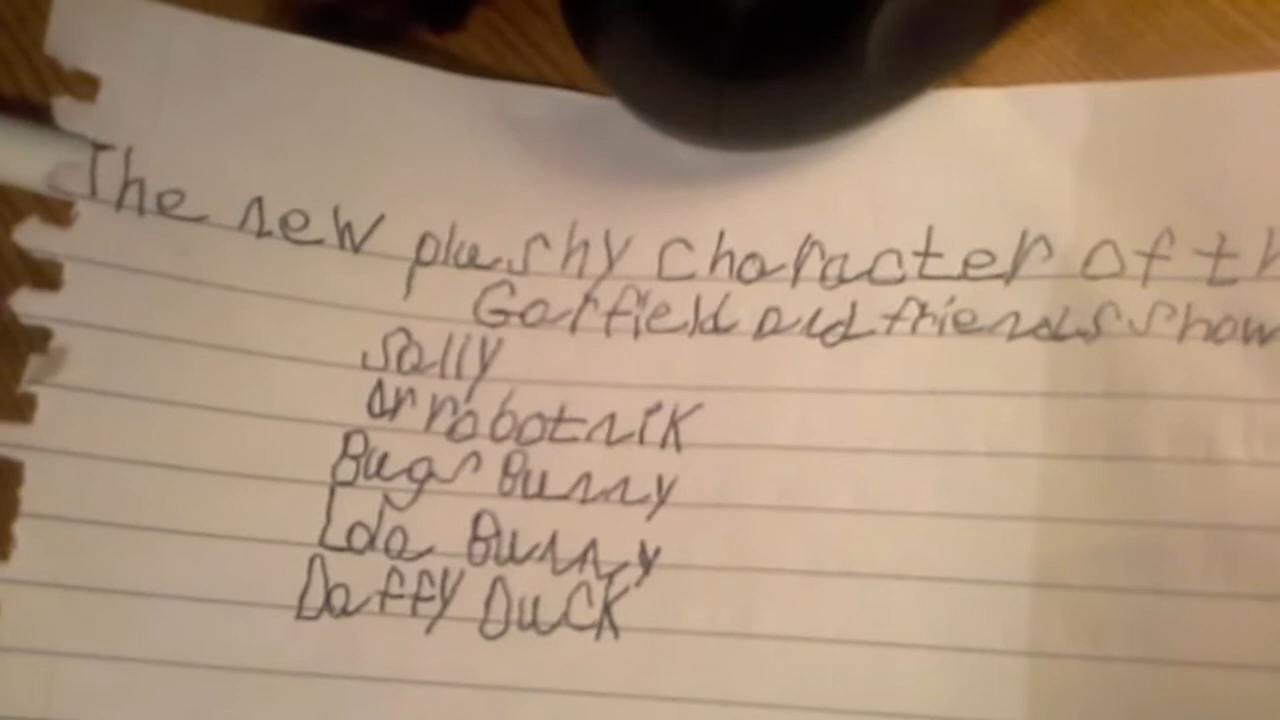 The new plushy character of th
Garfield and friends show
Sally
dr robotnik
Bugs Bunny
Lola Bunny
Daffy Duck